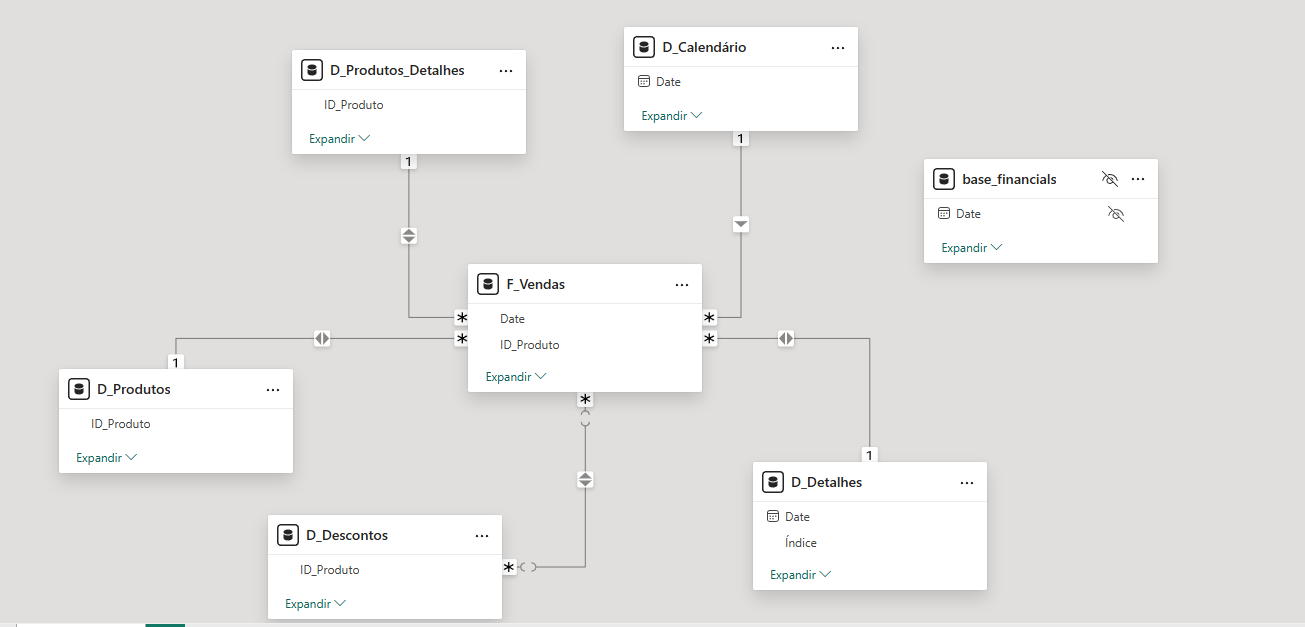 D_Calendário
Date
Expandir
1
D_Produtos_Detalhes
ID_Produto
Expandir
1
base_financials
Date
Expandir
F_Vendas
Date
ID_Produto
Expandir
*
*
*
*
*
1
D_Produtos
ID_Produto
Expandir
1
D_Detalhes
Date
Índice
Expandir
D_Descontos
ID_Produto
Expandir
*